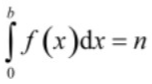 ∫₀ᵇ f(x)dx = n